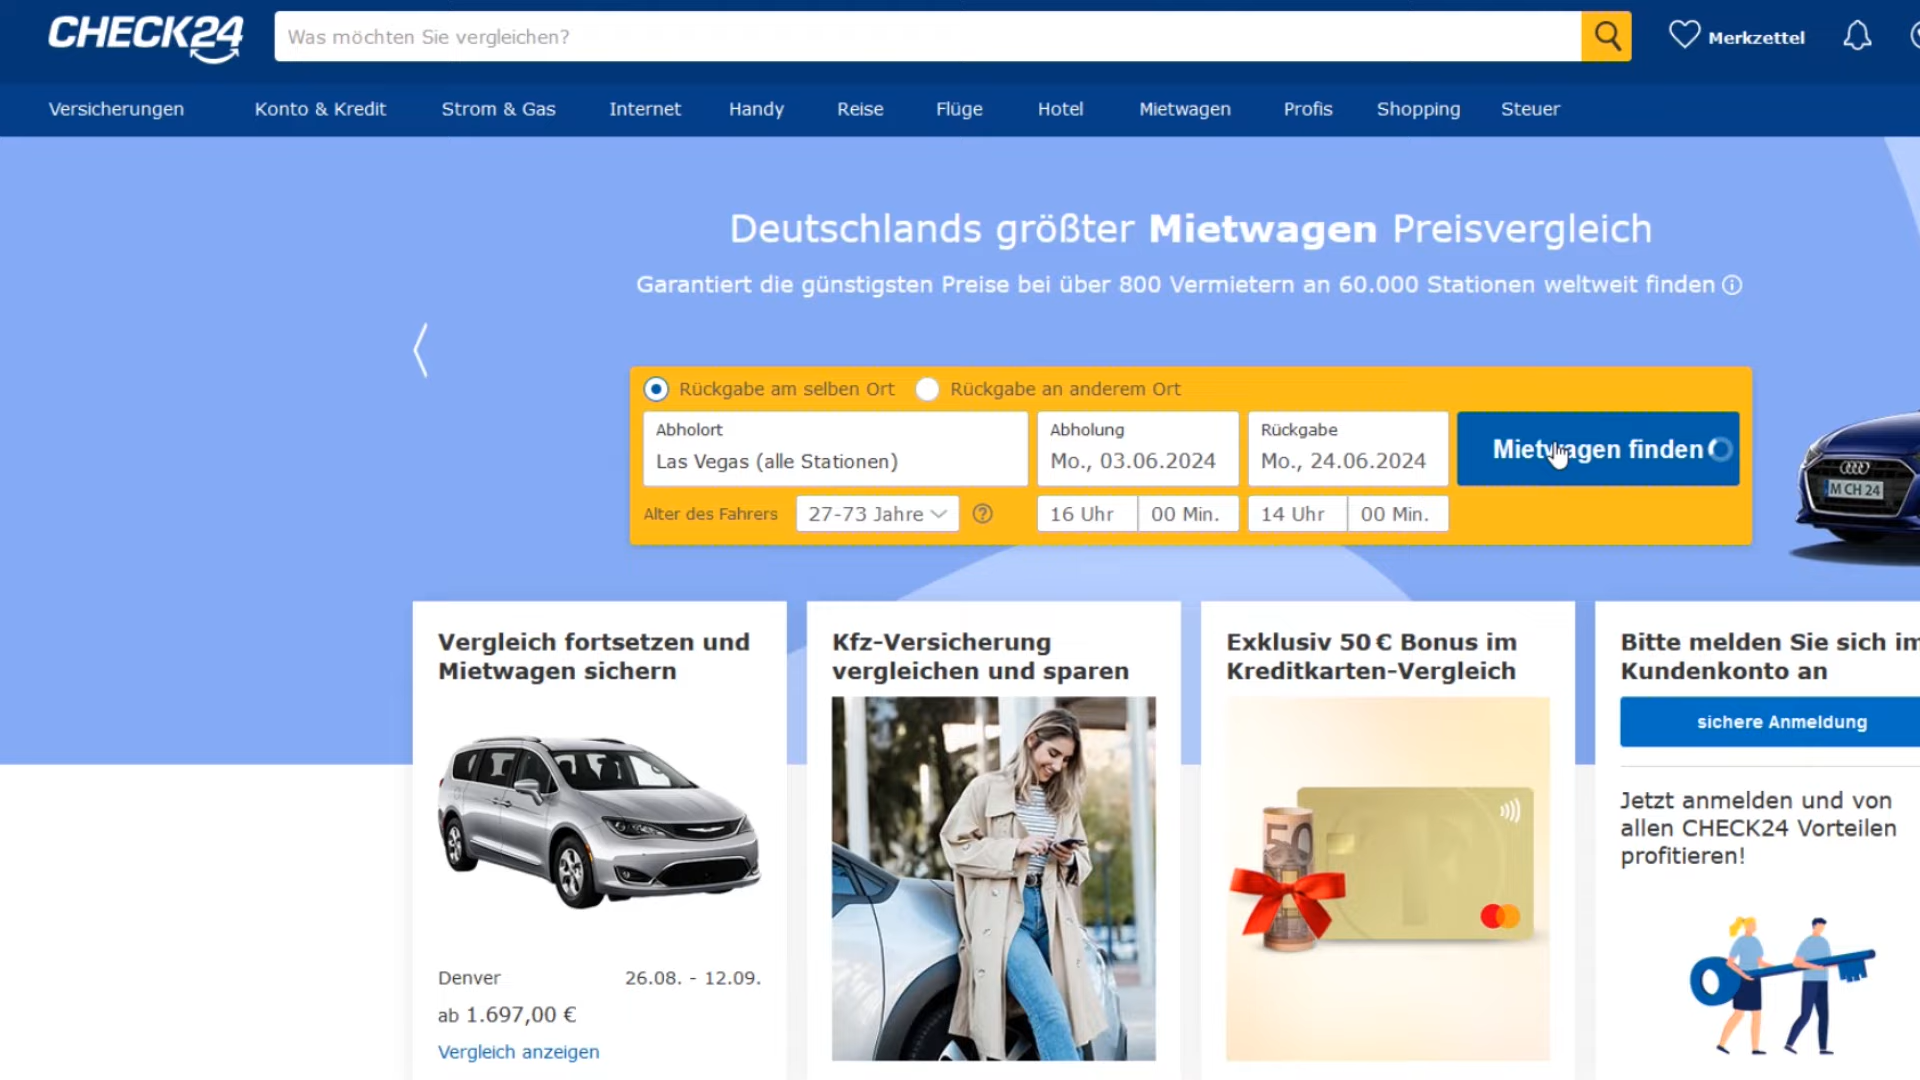 CHECK24
Was möchten Sie vergleichen?
Merkzettel
Versicherungen Konto & Kredit Strom & Gas Internet Handy Reise Flüge Hotel Mietwagen Profis Shopping Steuer
Deutschlands größter Mietwagen Preisvergleich
Garantiert die günstigsten Preise bei über 800 Vermietern an 60.000 Stationen weltweit finden
Rückgabe am selben Ort Rückgabe an anderem Ort
Abholort
Las Vegas (alle Stationen)
Abholung
Mo., 03.06.2024
Rückgabe
Mo., 24.06.2024
Mietwagen finden
Alter des Fahrers 27-73 Jahre ? 16 Uhr 00 Min. 14 Uhr 00 Min.
M CH 24
Vergleich fortsetzen und
Mietwagen sichern
Denver 26.08. - 12.09.
ab 1.697,00 €
Vergleich anzeigen
Kfz-Versicherung
vergleichen und sparen
Exklusiv 50 € Bonus im
Kreditkarten-Vergleich
50
Bitte melden Sie sich im
Kundenkonto an
sichere Anmeldung
Jetzt anmelden und von
allen CHECK24 Vorteilen
profitieren!